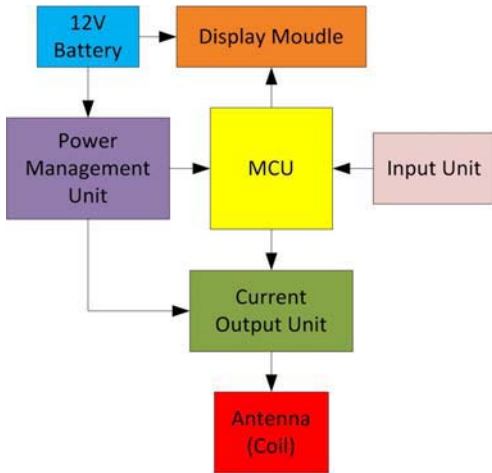 12V
Battery
Display Moudle
Power
Management
Unit
MCU
Input Unit
Current
Output Unit
Antenna
(Coil)